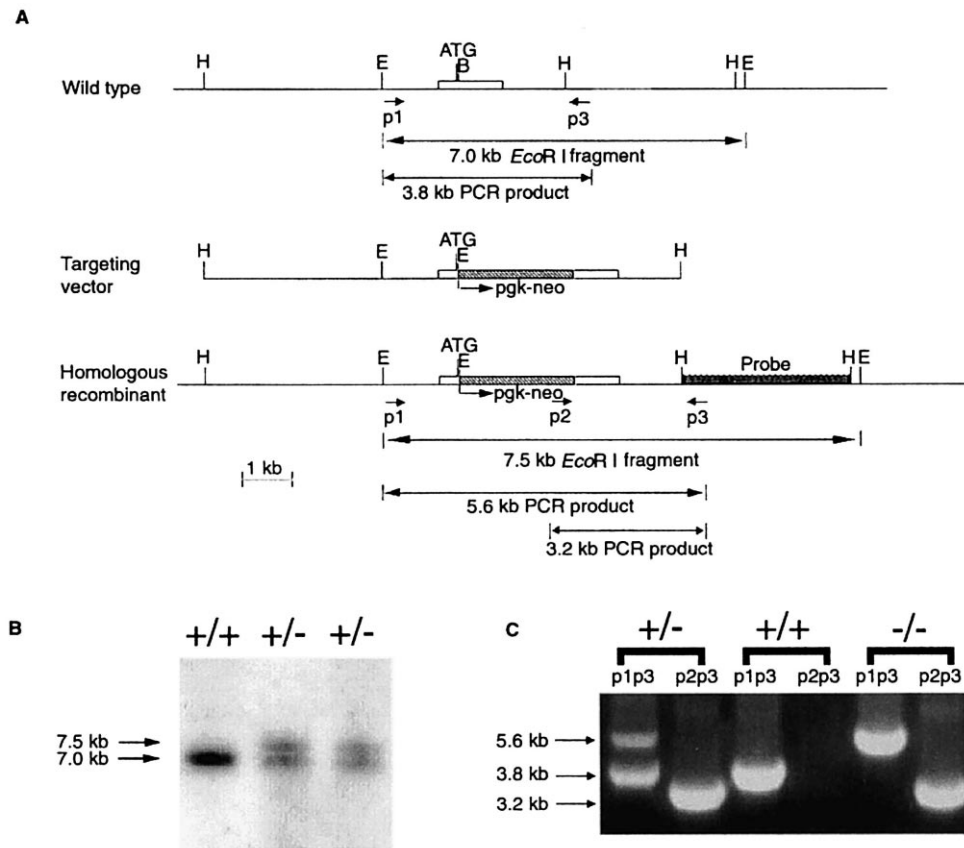 A
ATG
H E B H H E
Wild type
p1 p3
7.0 kb EcoR I fragment
3.8 kb PCR product
ATG
H E E H
Targeting
vector
pgk-neo
ATG
H E E H Probe H E
Homologous
recombinant
pgk-neo
p1 p2 p3
7.5 kb EcoR I fragment
1 kb
5.6 kb PCR product
3.2 kb PCR product
B
+/+ +/- +/-
7.5 kb
7.0 kb
C
+/- +/+ -/-
p1p3 p2p3 p1p3 p2p3 p1p3 p2p3
5.6 kb
3.8 kb
3.2 kb